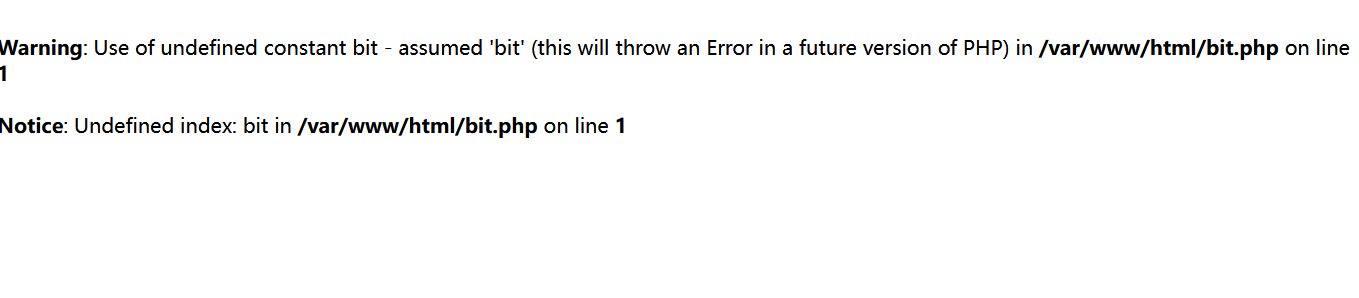 Warning: Use of undefined constant bit - assumed 'bit' (this will throw an Error in a future version of PHP) in /var/www/html/bit.php on line
1
Notice: Undefined index: bit in /var/www/html/bit.php on line 1